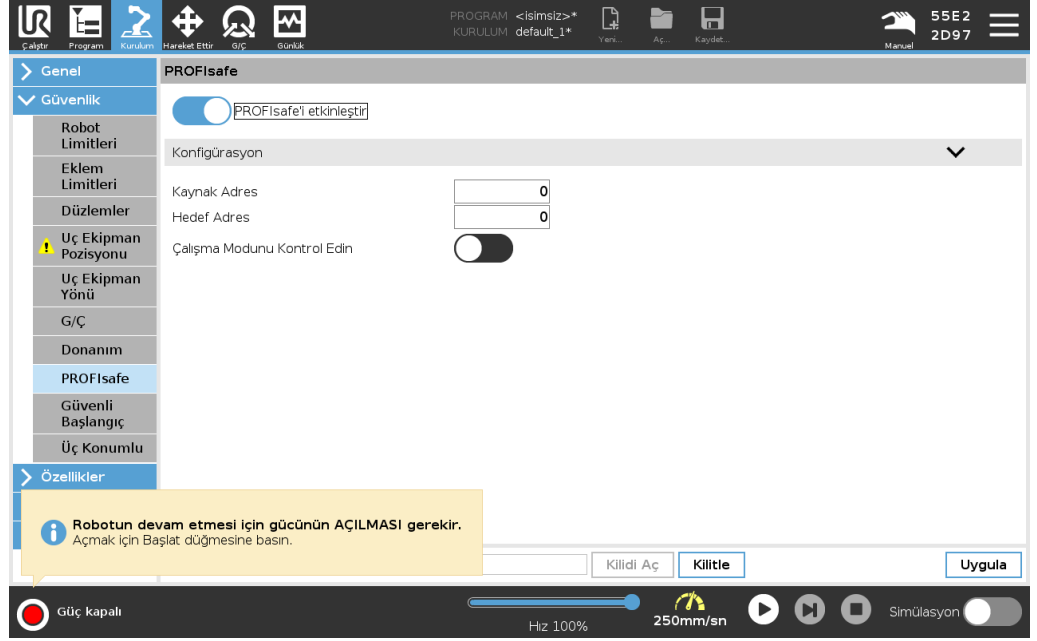 PROGRAM <isimsiz>*
KURULUM default_1*
Çalıştır
Program
Kurulum
Hareket Ettir
G/Ç
Günlük
Yeni...
Aç...
Kaydet...
Manuel
55E2
2D97
Genel
PROFIsafe
Güvenlik
PROFIsafe'i etkinleştir
Robot
Limitleri
Konfigürasyon
Eklem
Limitleri
Kaynak Adres 0
Düzlemler
Hedef Adres 0
Uç Ekipman
Pozisyonu
Çalışma Modunu Kontrol Edin
Uç Ekipman
Yönü
G/Ç
Donanım
PROFIsafe
Güvenli
Başlangıç
Üç Konumlu
Özellikler
Robotun devam etmesi için gücünün AÇILMASI gerekir.
Açmak için Başlat düğmesine basın.
Kilidi Aç
Kilitle
Uygula
Güç kapalı
Hız 100%
250mm/sn
Simülasyon